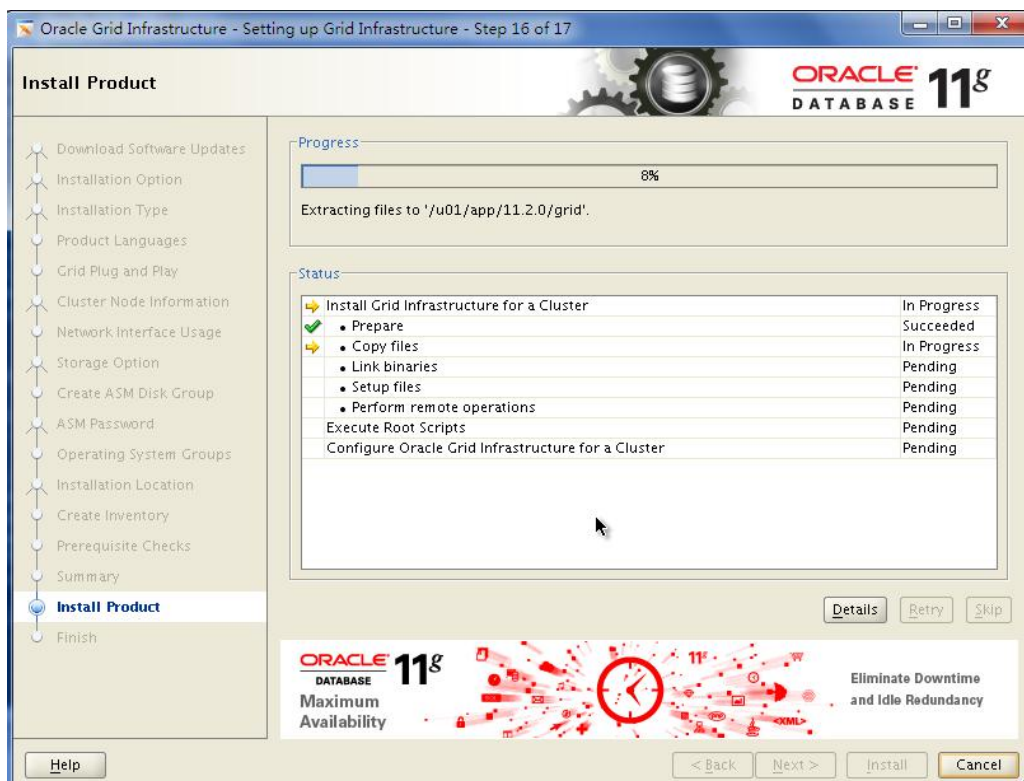 Oracle Grid Infrastructure - Setting up Grid Infrastructure - Step 16 of 17
Install Product
ORACLE 11g
DATABASE
Download Software Updates
Installation Option
Installation Type
Product Languages
Grid Plug and Play
Cluster Node Information
Network Interface Usage
Storage Option
Create ASM Disk Group
ASM Password
Operating System Groups
Installation Location
Create Inventory
Prerequisite Checks
Summary
Install Product
Finish
Progress
8%
Extracting files to '/u01/app/11.2.0/grid'.
Status
Install Grid Infrastructure for a Cluster In Progress
• Prepare Succeeded
• Copy files In Progress
• Link binaries Pending
• Setup files Pending
• Perform remote operations Pending
Execute Root Scripts Pending
Configure Oracle Grid Infrastructure for a Cluster Pending
Details Retry Skip
ORACLE 11g
DATABASE
Maximum
Availability
11g
<XML>
Eliminate Downtime
and Idle Redundancy
Help < Back Next > Install Cancel